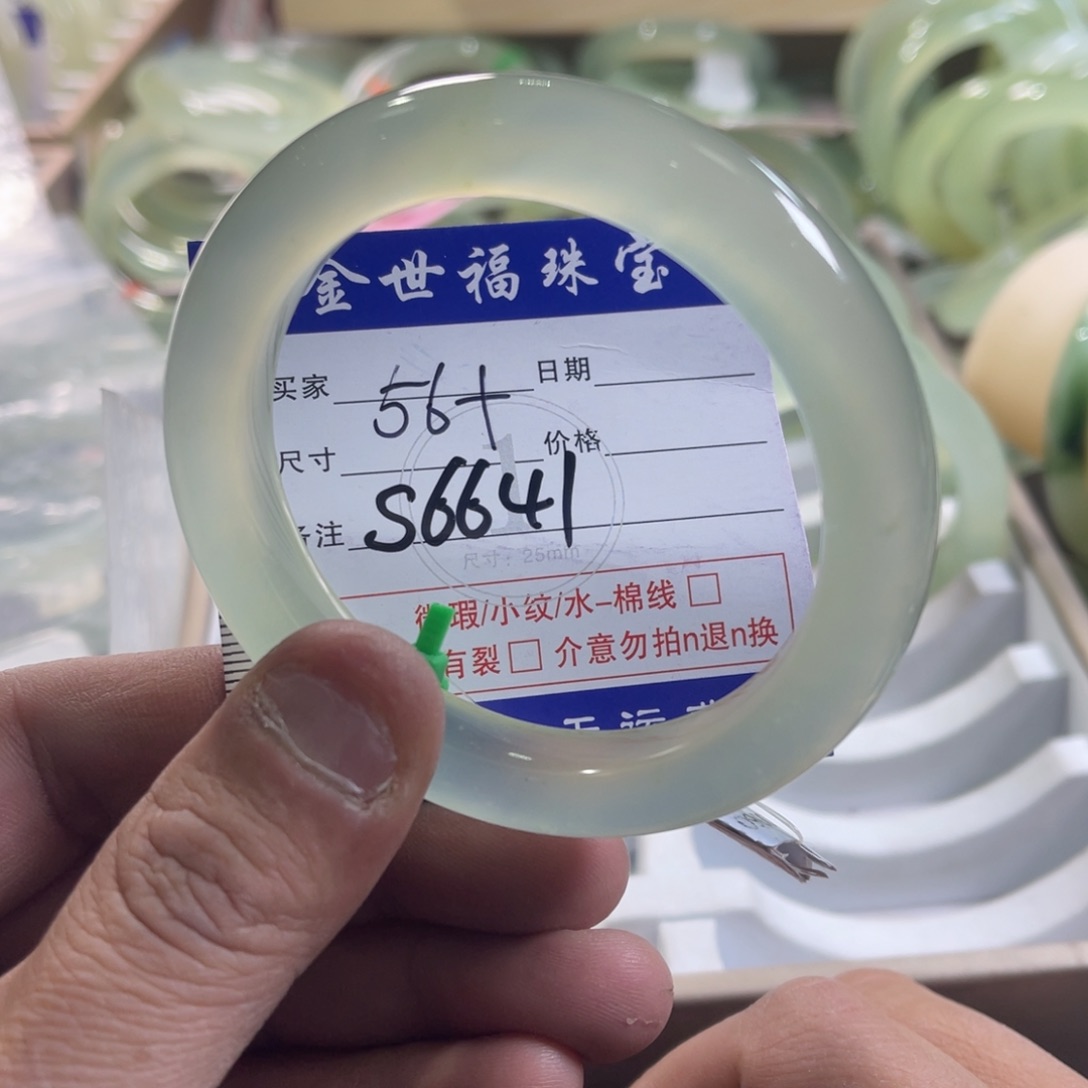 金世福珠宝
买家 56+ 日期
尺寸 价格
备注 S6641
1
尺寸：25mm
微瑕/小纹/水-棉线 □
有裂 □ 介意勿拍n退n换